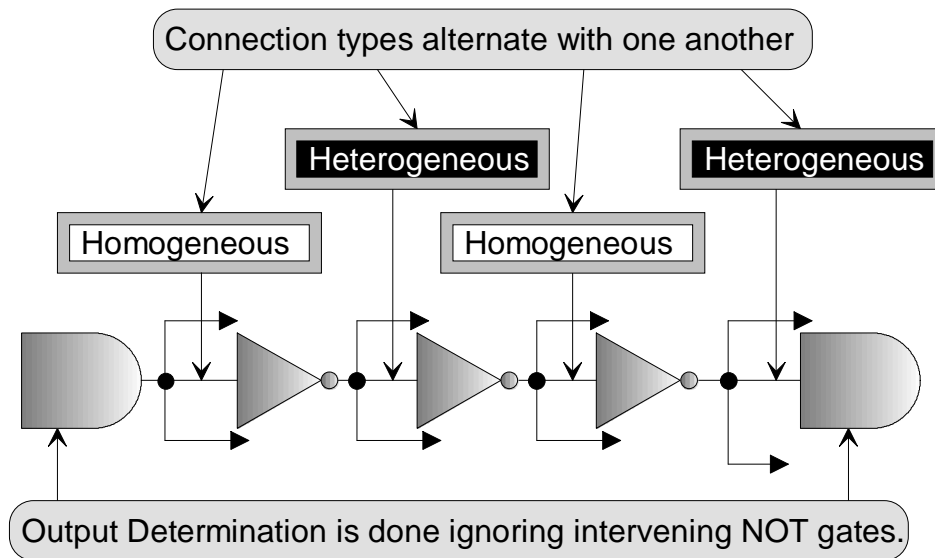 Connection types alternate with one another
Heterogeneous
Heterogeneous
Homogeneous
Homogeneous
Output Determination is done ignoring intervening NOT gates.